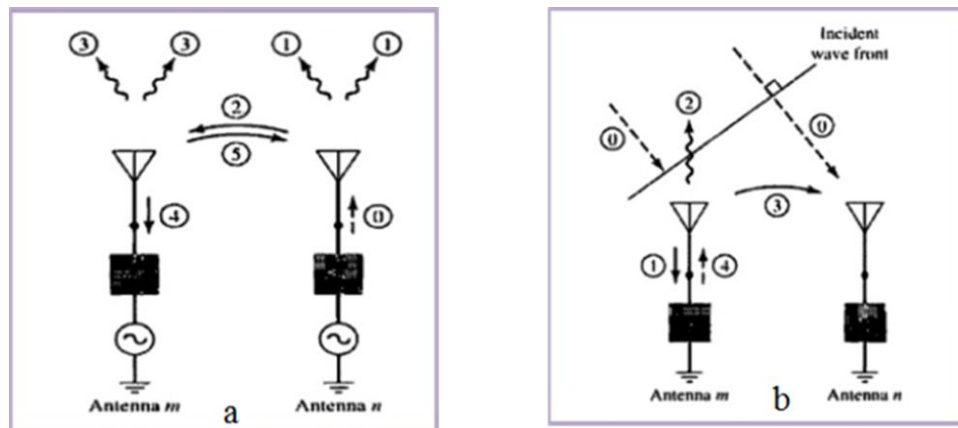 ③ ③ ① ①
②
⑤
④ ⓪
Antenna m Antenna n
a
Incident
wave front
②
⓪ ⓪
③
① ④
Antenna m Antenna n
b